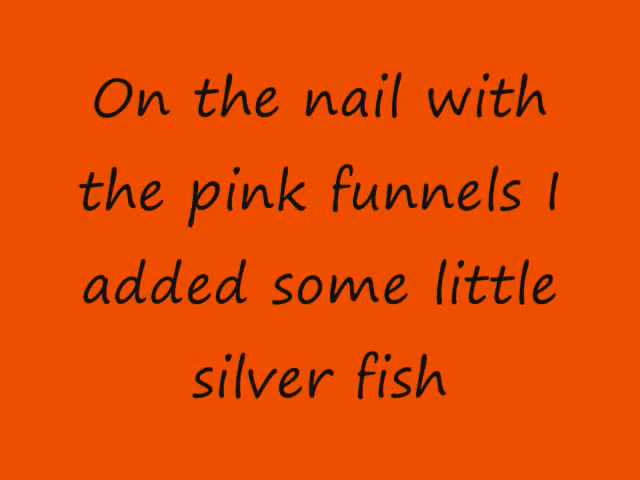 On the nail with
the pink funnels I
added some little
silver fish